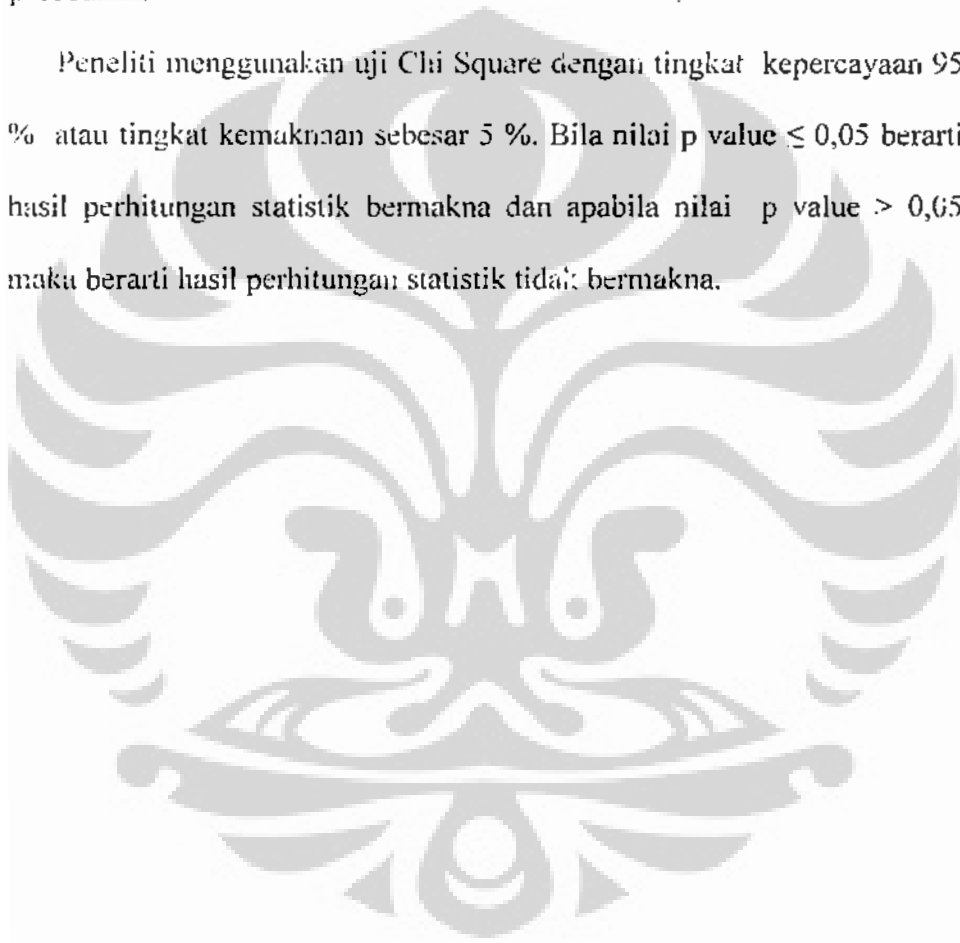 Peneliti menggunakan uji Chi Square dengan tingkat kepercayaan 95
% atau tingkat kemaknaan sebesar 5 %. Bila nilai p value ≤ 0,05 berarti
hasil perhitungan statistik bermakna dan apabila nilai p value > 0,05
maka berarti hasil perhitungan statistik tidak bermakna.